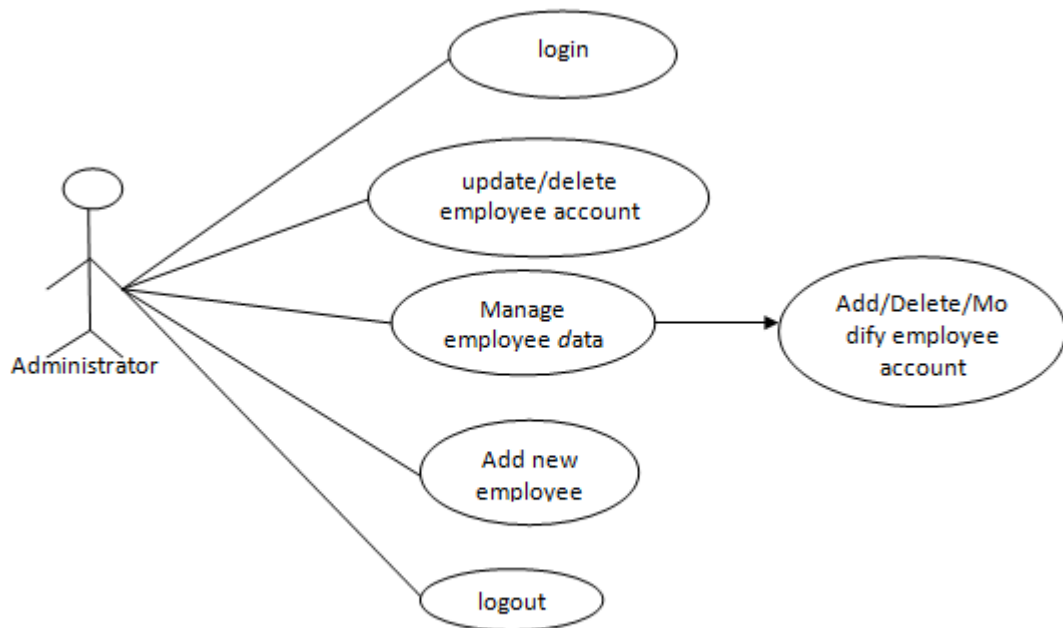 login
update/delete
employee account
Manage
employee data
Add/Delete/Mo
dify employee
account
Administrator
Add new
employee
logout